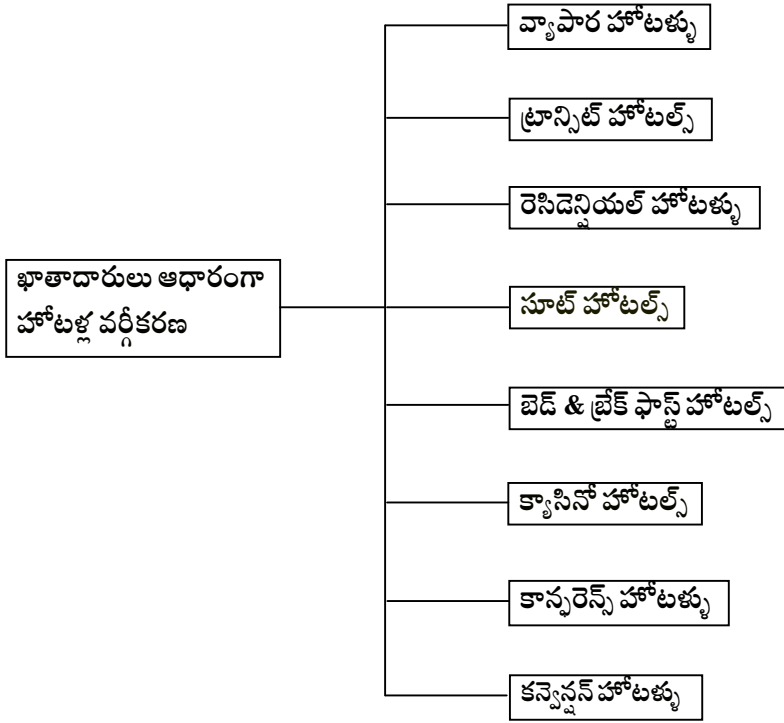 వ్యాపార హోటళ్ళు
ట్రాన్సిట్ హోటల్స్
రెసిడెన్షియల్ హోటళ్ళు
ఖాతాదారులు ఆధారంగా
హోటళ్ల వర్గీకరణ
సూట్ హోటల్స్
బెడ్ & బ్రేక్ ఫాస్ట్ హోటల్స్
క్యాసినో హోటల్స్
కాన్ఫరెన్స్ హోటళ్ళు
కన్వెన్షన్ హోటళ్ళు